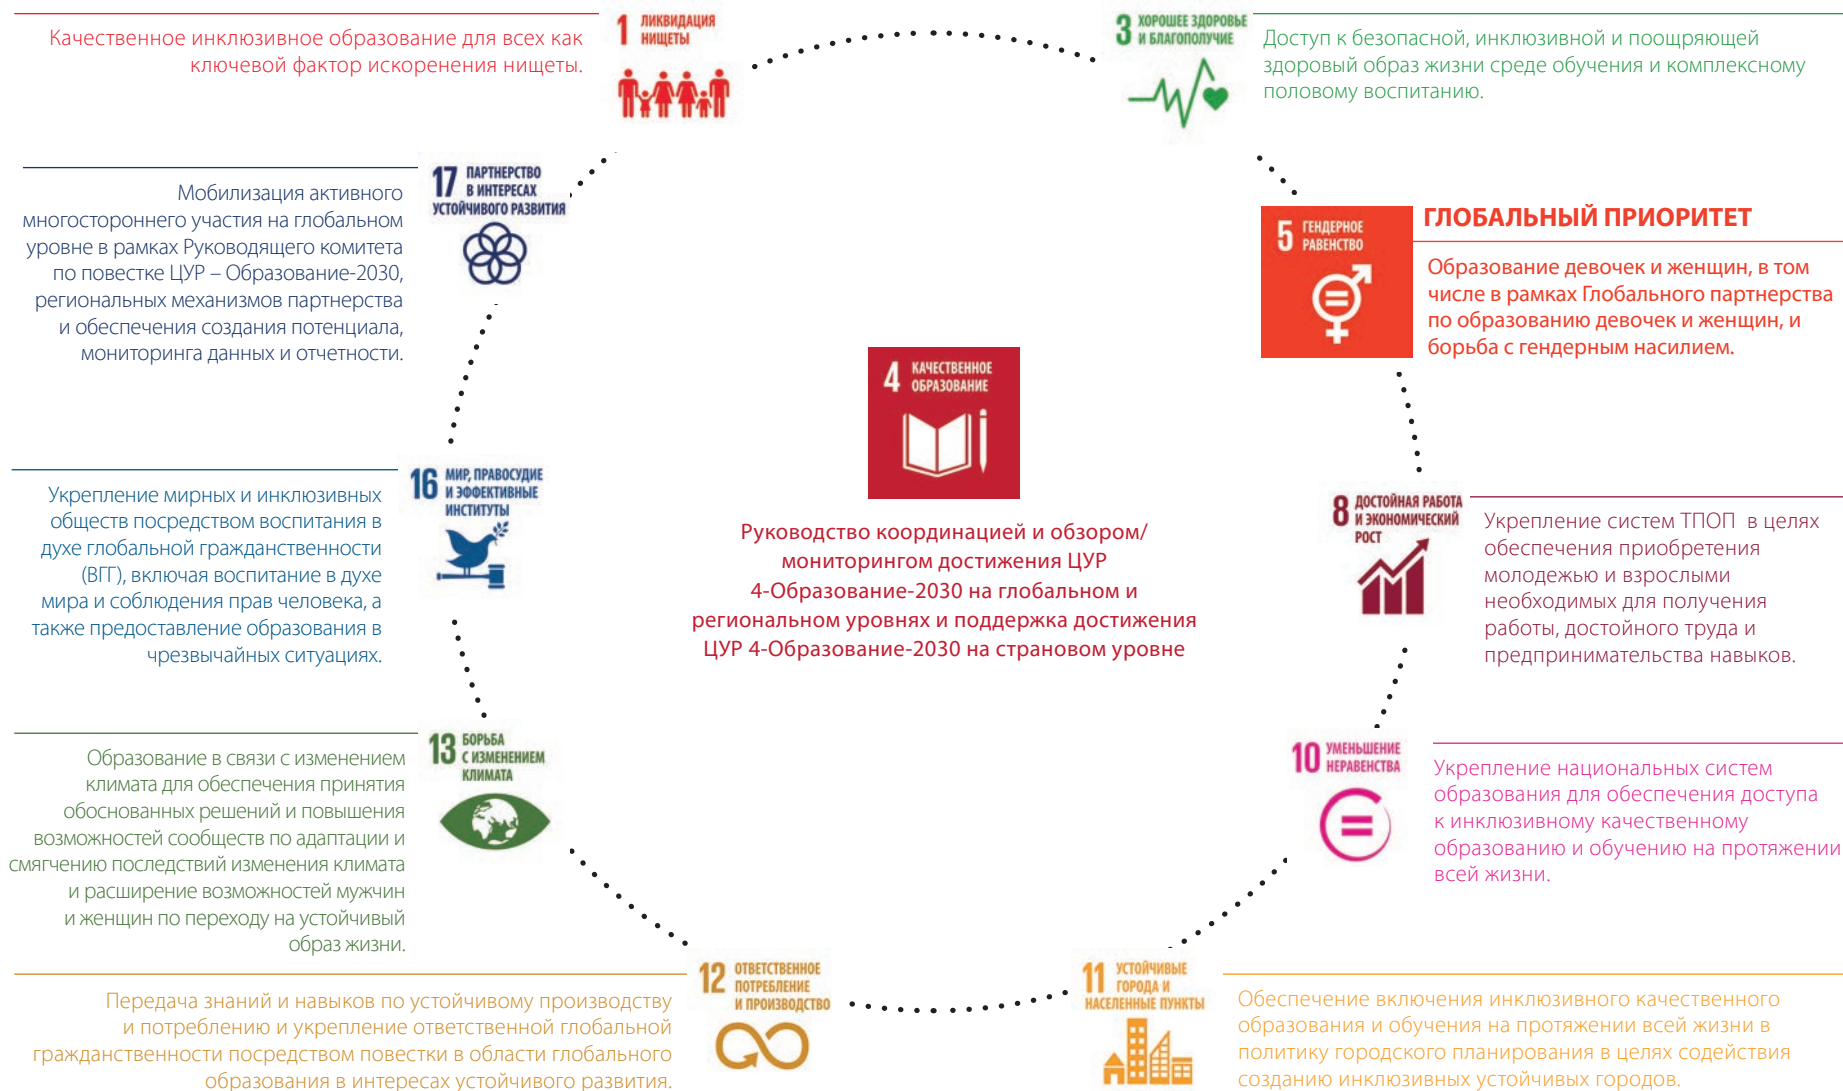 1 ЛИКВИДАЦИЯ
НИЩЕТЫ
Качественное инклюзивное образование для всех как
ключевой фактор искоренения нищеты.
3 ХОРОШЕЕ ЗДОРОВЬЕ
И БЛАГОПОЛУЧИЕ
Доступ к безопасной, инклюзивной и поощряющей
здоровый образ жизни среде обучения и комплексному
половому воспитанию.
17 ПАРТНЕРСТВО
В ИНТЕРЕСАХ
УСТОЙЧИВОГО РАЗВИТИЯ
Мобилизация активного
многостороннего участия на глобальном
уровне в рамках Руководящего комитета
по повестке ЦУР – Образование-2030,
региональных механизмов партнерства
и обеспечения создания потенциала,
мониторинга данных и отчетности.
5 ГЕНДЕРНОЕ
РАВЕНСТВО
ГЛОБАЛЬНЫЙ ПРИОРИТЕТ
Образование девочек и женщин, в том
числе в рамках Глобального партнерства
по образованию девочек и женщин, и
борьба с гендерным насилием.
4 КАЧЕСТВЕННОЕ
ОБРАЗОВАНИЕ
Руководство координацией и обзором/
мониторингом достижения ЦУР
4-Образование-2030 на глобальном и
региональном уровнях и поддержка достижения
ЦУР 4-Образование-2030 на страновом уровне
16 МИР, ПРАВОСУДИЕ
И ЭФФЕКТИВНЫЕ
ИНСТИТУТЫ
Укрепление мирных и инклюзивных
обществ посредством воспитания в
духе глобальной гражданственности
(ВГГ), включая воспитание в духе
мира и соблюдения прав человека, а
также предоставление образования в
чрезвычайных ситуациях.
8 ДОСТОЙНАЯ РАБОТА
И ЭКОНОМИЧЕСКИЙ
РОСТ
Укрепление систем ТПОП в целях
обеспечения приобретения
молодежью и взрослыми
необходимых для получения
работы, достойного труда и
предпринимательства навыков.
13 БОРЬБА
С ИЗМЕНЕНИЕМ
КЛИМАТА
Образование в связи с изменением
климата для обеспечения принятия
обоснованных решений и повышения
возможностей сообществ по адаптации и
смягчению последствий изменения климата
и расширение возможностей мужчин
и женщин по переходу на устойчивый
образ жизни.
10 УМЕНЬШЕНИЕ
НЕРАВЕНСТВА
Укрепление национальных систем
образования для обеспечения доступа
к инклюзивному качественному
образованию и обучению на протяжении
всей жизни.
12 ОТВЕТСТВЕННОЕ
ПОТРЕБЛЕНИЕ
И ПРОИЗВОДСТВО
Передача знаний и навыков по устойчивому производству
и потреблению и укрепление ответственной глобальной
гражданственности посредством повестки в области глобального
образования в интересах устойчивого развития.
11 УСТОЙЧИВЫЕ
ГОРОДА И
НАСЕЛЕННЫЕ ПУНКТЫ
Обеспечение включения инклюзивного качественного
образования и обучения на протяжении всей жизни в
политику городского планирования в целях содействия
созданию инклюзивных устойчивых городов.